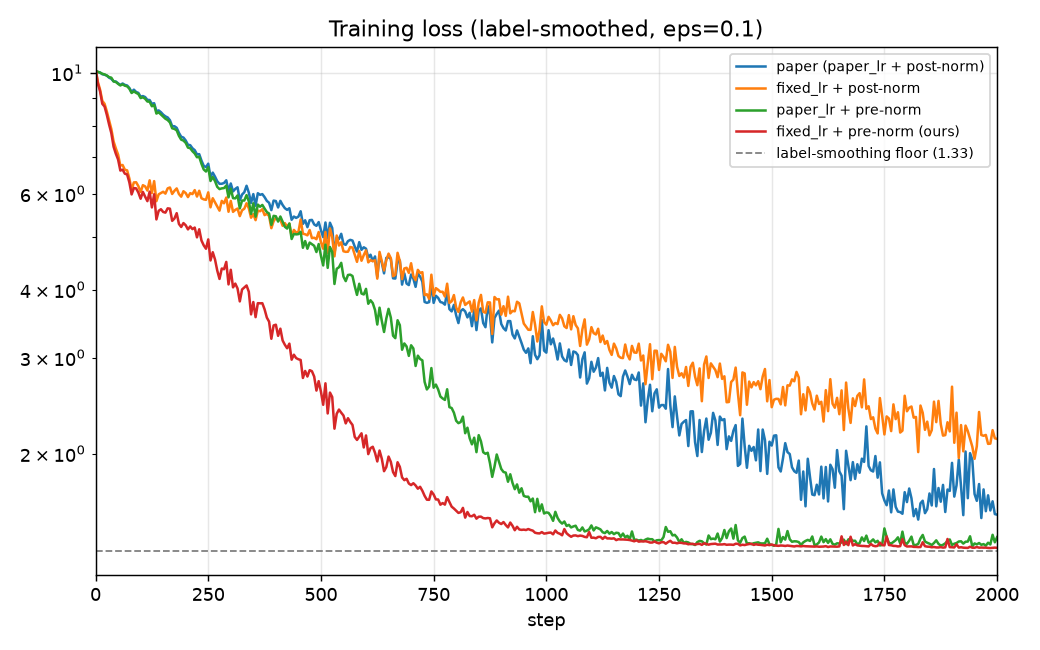 Training loss (label-smoothed, eps=0.1)
paper (paper_lr + post-norm)
fixed_lr + post-norm
paper_lr + pre-norm
fixed_lr + pre-norm (ours)
label-smoothing floor (1.33)
10¹
6 × 10⁰
4 × 10⁰
3 × 10⁰
2 × 10⁰
0 250 500 750 1000 1250 1500 1750 2000
step